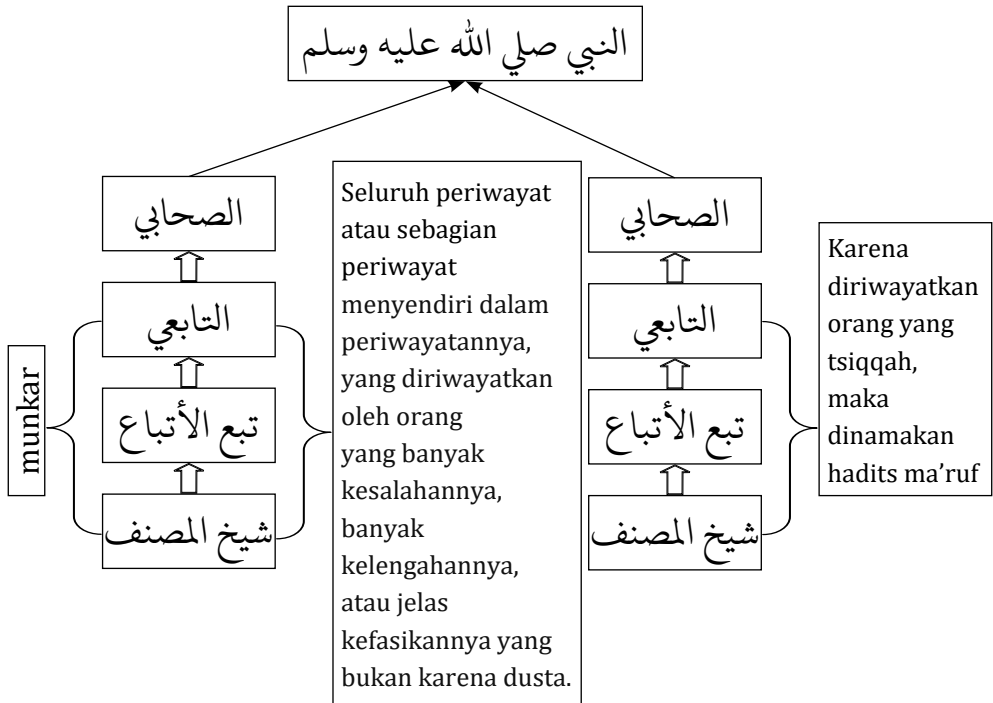 النبي صلي الله عليه وسلم
munkar
الصحابي
التابعي
تبع الأتباع
شيخ المصنف
Seluruh periwayat
atau sebagian
periwayat
menyendiri dalam
periwayatannya,
yang diriwayatkan
oleh orang
yang banyak
kesalahannya,
banyak
kelengahannya,
atau jelas
kefasikannya yang
bukan karena dusta.
الصحابي
التابعي
تبع الأتباع
شيخ المصنف
Karena
diriwayatkan
orang yang
tsiqqah,
maka
dinamakan
hadits ma’ruf